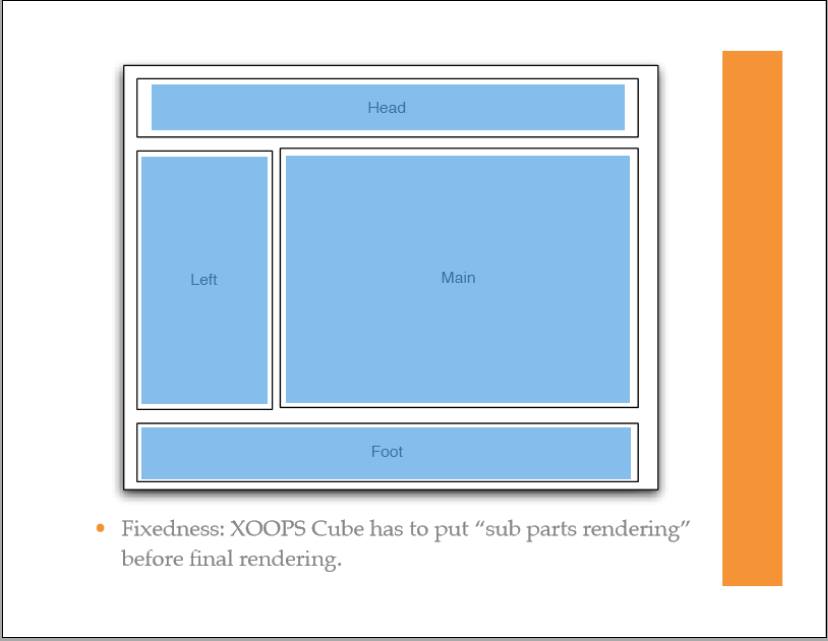 Head
Left
Main
Foot
• Fixedness: XOOPS Cube has to put “sub parts rendering”
before final rendering.